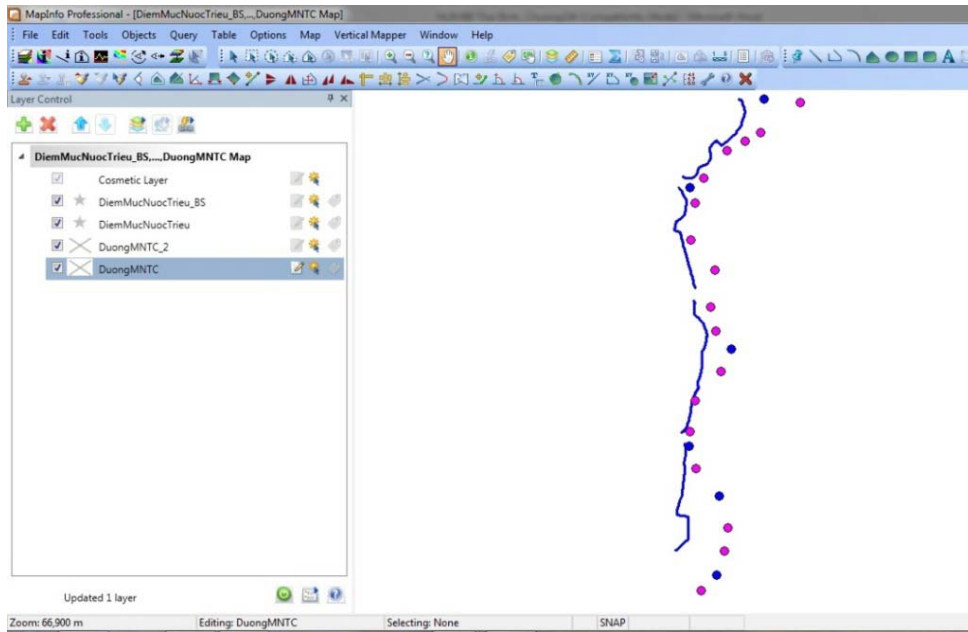 MapInfo Professional - [DiemMucNuocTrieu_BS,...,DuongMNTC Map]
File Edit Tools Objects Query Table Options Map Vertical Mapper Window Help
Layer Control
DiemMucNuocTrieu_BS,...,DuongMNTC Map
Cosmetic Layer
DiemMucNuocTrieu_BS
DiemMucNuocTrieu
DuongMNTC_2
DuongMNTC
Updated 1 layer
Zoom: 66,900 m Editing: DuongMNTC Selecting: None SNAP